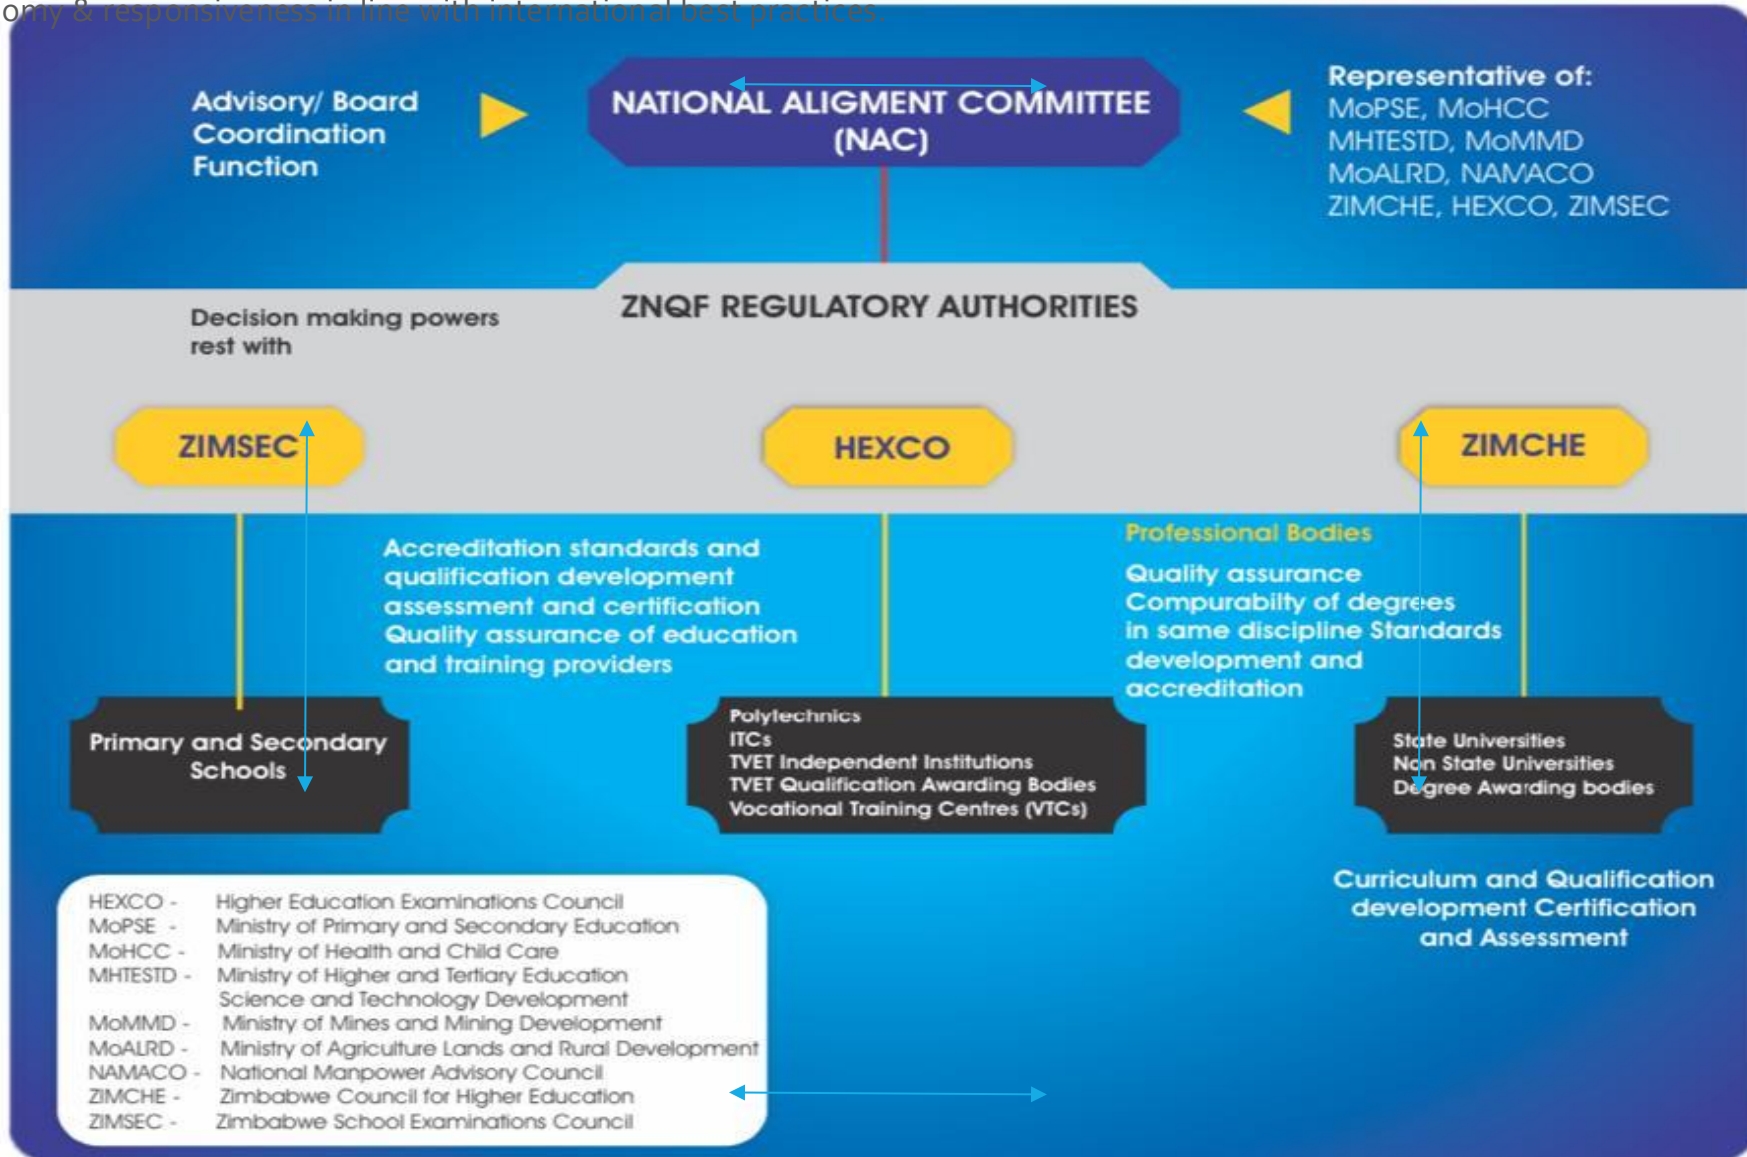 omy & responsiveness in line with international best practices.
Advisory/ Board
Coordination
Function
NATIONAL ALIGMENT COMMITTEE
(NAC)
Representative of:
MoPSE, MoHCC
MHTESTD, MoMMD
MoALRD, NAMACO
ZIMCHE, HEXCO, ZIMSEC
ZNQF REGULATORY AUTHORITIES
Decision making powers
rest with
ZIMSEC
HEXCO
ZIMCHE
Accreditation standards and
qualification development
assessment and certification
Quality assurance of education
and training providers
Professional Bodies
Quality assurance
Compurabilty of degrees
in same discipline Standards
development and
accreditation
Primary and Secondary
Schools
Polytechnics
ITCs
TVET Independent Institutions
TVET Qualification Awarding Bodies
Vocational Training Centres (VTCs)
State Universities
Non State Universities
Degree Awarding bodies
Curriculum and Qualification
development Certification
and Assessment
HEXCO - Higher Education Examinations Council
MoPSE - Ministry of Primary and Secondary Education
MoHCC - Ministry of Health and Child Care
MHTESTD - Ministry of Higher and Tertiary Education
Science and Technology Development
MoMMD - Ministry of Mines and Mining Development
MoALRD - Ministry of Agriculture Lands and Rural Development
NAMACO - National Manpower Advisory Council
ZIMCHE - Zimbabwe Council for Higher Education
ZIMSEC - Zimbabwe School Examinations Council